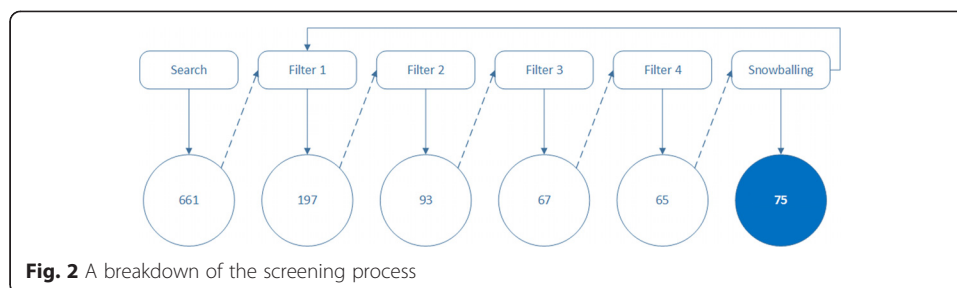 Search Filter 1 Filter 2 Filter 3 Filter 4 Snowballing
661 197 93 67 65 75
Fig. 2 A breakdown of the screening process